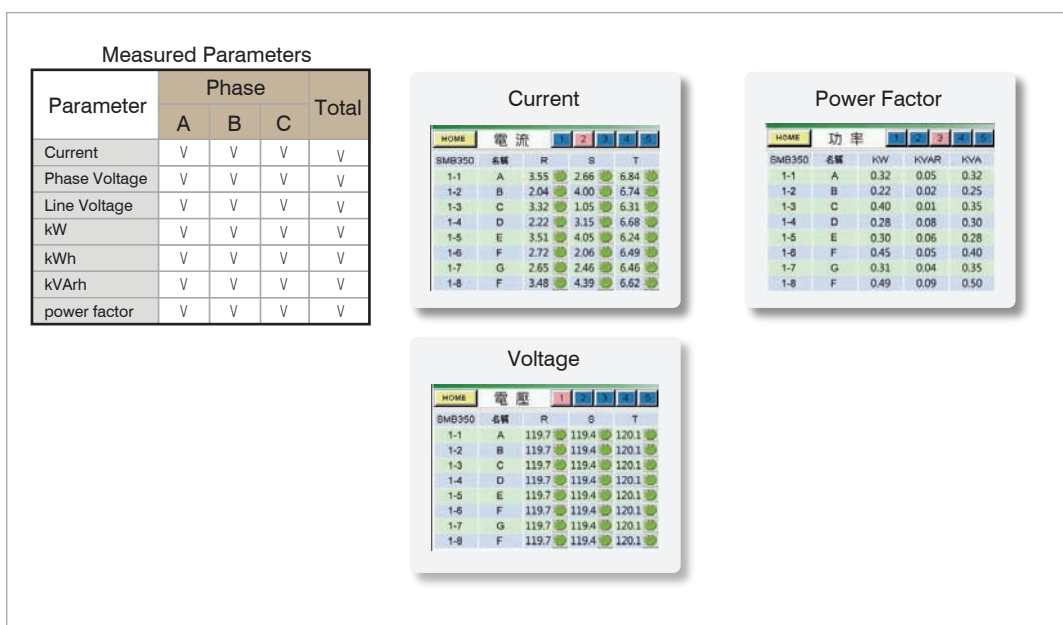 Measured Parameters
Parameter Phase Total
A B C
Current V V V V
Phase Voltage V V V V
Line Voltage V V V V
kW V V V V
kWh V V V V
kVArh V V V V
power factor V V V V
Current
HOME 電流 1 2 3 4 5
SMB350 名稱 R S T
1-1 A 3.55 2.66 6.84
1-2 B 2.04 4.00 6.74
1-3 C 3.32 1.05 6.31
1-4 D 2.22 3.15 6.68
1-5 E 3.51 4.05 6.24
1-6 F 2.72 2.06 6.49
1-7 G 2.65 2.46 6.46
1-8 F 3.48 4.39 6.62
Power Factor
HOME 功率 1 2 3 4 5
SMB350 名稱 KW KVAR KVA
1-1 A 0.32 0.05 0.32
1-2 B 0.22 0.02 0.25
1-3 C 0.40 0.01 0.35
1-4 D 0.28 0.08 0.30
1-5 E 0.30 0.06 0.28
1-6 F 0.45 0.05 0.40
1-7 G 0.31 0.04 0.35
1-8 F 0.49 0.09 0.50
Voltage
HOME 電壓 1 2 3 4 5
SMB350 名稱 R S T
1-1 A 119.7 119.4 120.1
1-2 B 119.7 119.4 120.1
1-3 C 119.7 119.4 120.1
1-4 D 119.7 119.4 120.1
1-5 E 119.7 119.4 120.1
1-6 F 119.7 119.4 120.1
1-7 G 119.7 119.4 120.1
1-8 F 119.7 119.4 120.1